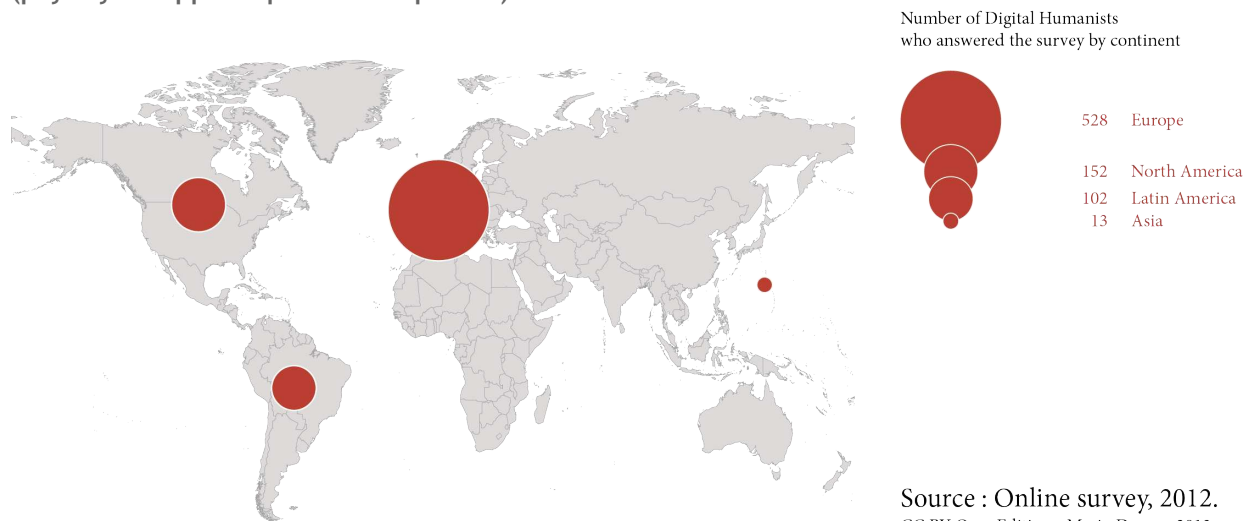 Number of Digital Humanists
who answered the survey by continent
528 Europe
152 North America
102 Latin America
13 Asia
Source : Online survey, 2012.